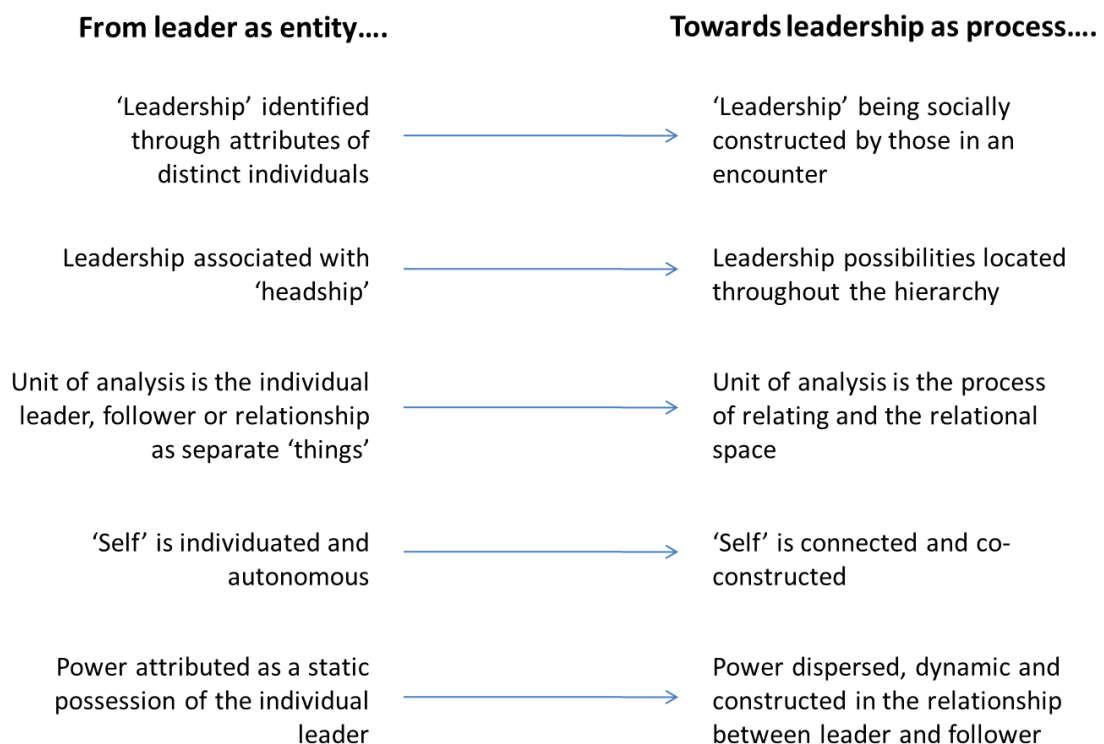 From leader as entity....
Towards leadership as process....
‘Leadership’ identified
through attributes of
distinct individuals
‘Leadership’ being socially
constructed by those in an
encounter
Leadership associated with
‘headship’
Leadership possibilities located
throughout the hierarchy
Unit of analysis is the individual
leader, follower or relationship
as separate ‘things’
Unit of analysis is the process
of relating and the relational
space
‘Self’ is individuated and
autonomous
‘Self’ is connected and co-
constructed
Power attributed as a static
possession of the individual
leader
Power dispersed, dynamic and
constructed in the relationship
between leader and follower